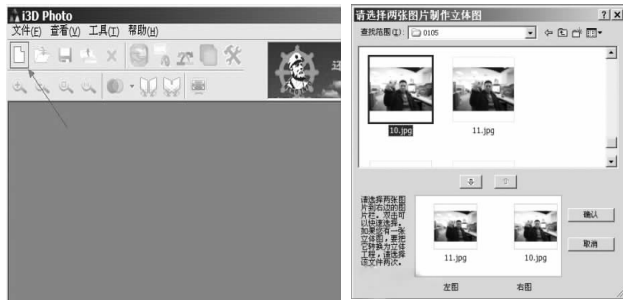 i3D Photo
文件(F) 查看(V) 工具(T) 帮助(H)
请选择两张图片制作立体图
查找范围(I): 0105
10.jpg
11.jpg
请选择两张图
片到右边的图
片栏。双击可
以快速选择。
如果您有一张
立体图,要把
它转换为立体
工程,请选择
该文件两次。
11.jpg
10.jpg
左图
右图
确认
取消